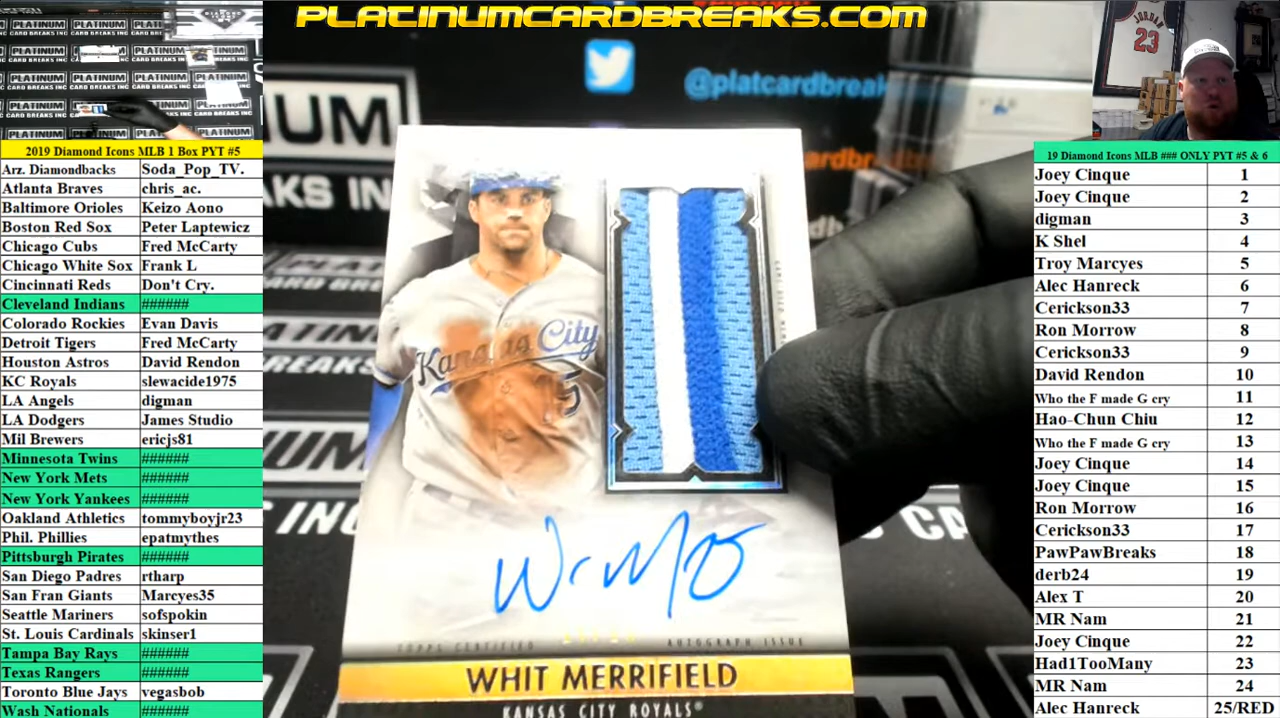 PLATINUMCARDBREAKS.COM
@platcardbreak
JORDAN
23
2019 Diamond Icons MLB 1 Box PYT #5
Arz. Diamondbacks Soda_Pop_TV.
Atlanta Braves chris_ac.
Baltimore Orioles Keizo Aono
Boston Red Sox Peter Laptewicz
Chicago Cubs Fred McCarty
Chicago White Sox Frank L
Cincinnati Reds Don't Cry.
Cleveland Indians ######
Colorado Rockies Evan Davis
Detroit Tigers Fred McCarty
Houston Astros David Rendon
KC Royals slewacide1975
LA Angels digman
LA Dodgers James Studio
Mil Brewers ericjs81
Minnesota Twins ######
New York Mets ######
New York Yankees ######
Oakland Athletics tommyboyjr23
Phil. Phillies epatmythes
Pittsburgh Pirates ######
San Diego Padres rtharp
San Fran Giants Marcyes35
Seattle Mariners sofspokin
St. Louis Cardinals skinser1
Tampa Bay Rays ######
Texas Rangers ######
Toronto Blue Jays vegasbob
Wash Nationals ######
Kansas City
5
TOPPS CERTIFIED AUTOGRAPH ISSUE
WHIT MERRIFIELD
KANSAS CITY ROYALS®
19 Diamond Icons MLB ### ONLY PYT #5 & 6
Joey Cinque 1
Joey Cinque 2
digman 3
K Shel 4
Troy Marcyes 5
Alec Hanreck 6
Cerickson33 7
Ron Morrow 8
Cerickson33 9
David Rendon 10
Who the F made G cry 11
Hao-Chun Chiu 12
Who the F made G cry 13
Joey Cinque 14
Joey Cinque 15
Ron Morrow 16
Cerickson33 17
PawPawBreaks 18
derb24 19
Alex T 20
MR Nam 21
Joey Cinque 22
Had1TooMany 23
MR Nam 24
Alec Hanreck 25/RED